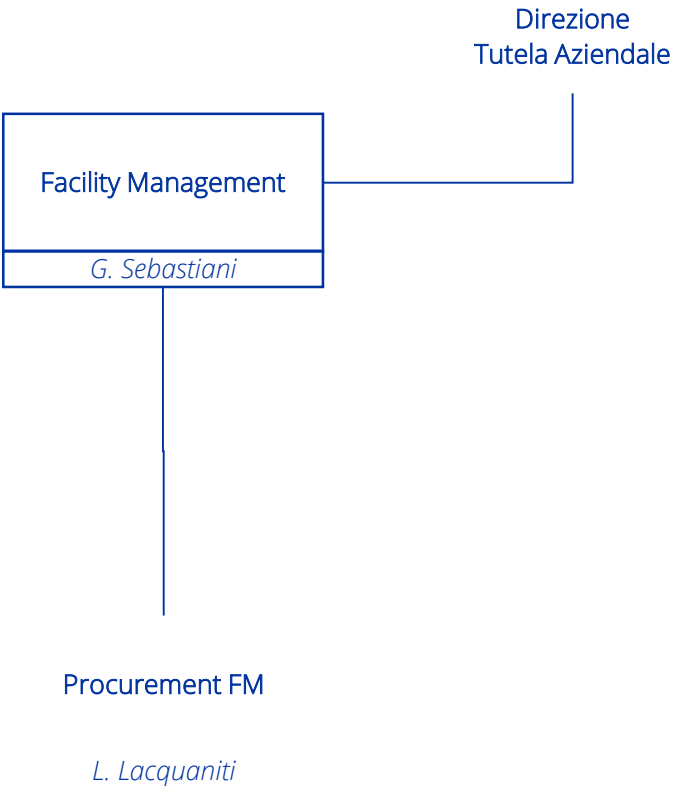 Direzione
Tutela Aziendale
Facility Management
G. Sebastiani
Procurement FM
L. Lacquaniti